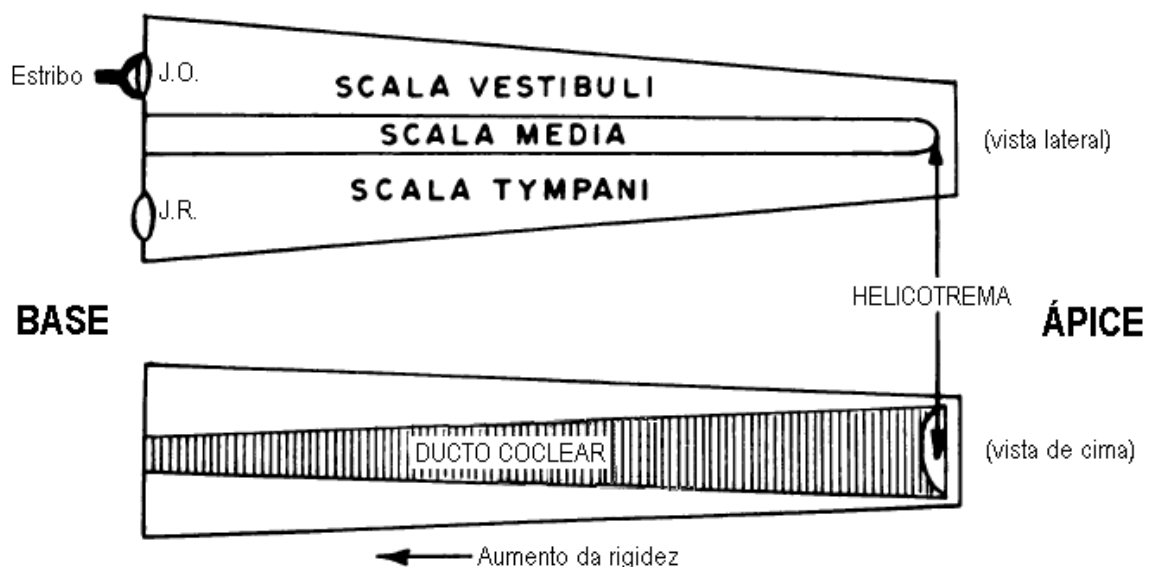 Estribo
J.O.
SCALA VESTIBULI
SCALA MEDIA
(vista lateral)
SCALA TYMPANI
J.R.
HELICOTREMA
BASE
ÁPICE
DUCTO COCLEAR
(vista de cima)
Aumento da rigidez